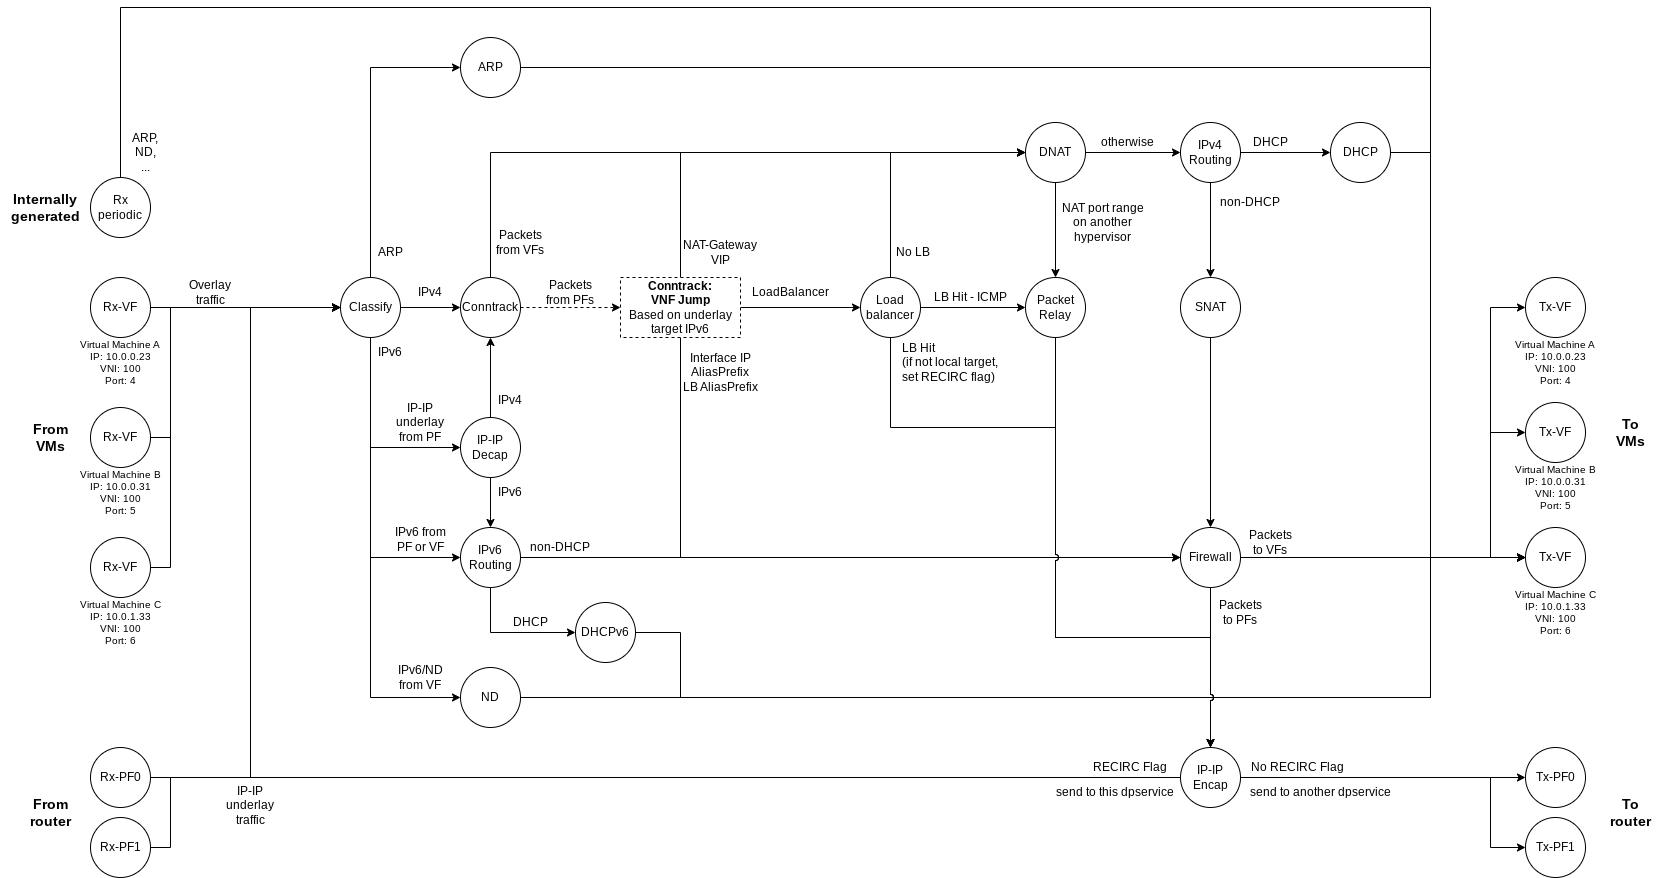 ARP
ARP,
ND,
...
Internally
generated
Rx
periodic
DNAT
otherwise
IPv4
Routing
DHCP
DHCP
NAT port range
on another
hypervisor
non-DHCP
Packets
from VFs
NAT-Gateway
VIP
No LB
ARP
Overlay
traffic
Rx-VF
Virtual Machine A
IP: 10.0.0.23
VNI: 100
Port: 4
Classify
IPv4
Conntrack
Packets
from PFs
Conntrack:
VNF Jump
Based on underlay
target IPv6
LoadBalancer
Load
balancer
LB Hit - ICMP
Packet
Relay
SNAT
Tx-VF
Virtual Machine A
IP: 10.0.0.23
VNI: 100
Port: 4
IPv6
Interface IP
AliasPrefix
LB AliasPrefix
LB Hit
(if not local target,
set RECIRC flag)
From
VMs
Rx-VF
Virtual Machine B
IP: 10.0.0.31
VNI: 100
Port: 5
IP-IP
underlay
from PF
IPv4
IP-IP
Decap
IPv6
Tx-VF
Virtual Machine B
IP: 10.0.0.31
VNI: 100
Port: 5
To
VMs
Rx-VF
Virtual Machine C
IP: 10.0.1.33
VNI: 100
Port: 6
IPv6 from
PF or VF
IPv6
Routing
non-DHCP
Firewall
Packets
to VFs
Tx-VF
Virtual Machine C
IP: 10.0.1.33
VNI: 100
Port: 6
DHCP
DHCPv6
Packets
to PFs
IPv6/ND
from VF
ND
From
router
Rx-PF0
Rx-PF1
IP-IP
underlay
traffic
RECIRC Flag
send to this dpservice
IP-IP
Encap
No RECIRC Flag
send to another dpservice
Tx-PF0
Tx-PF1
To
router